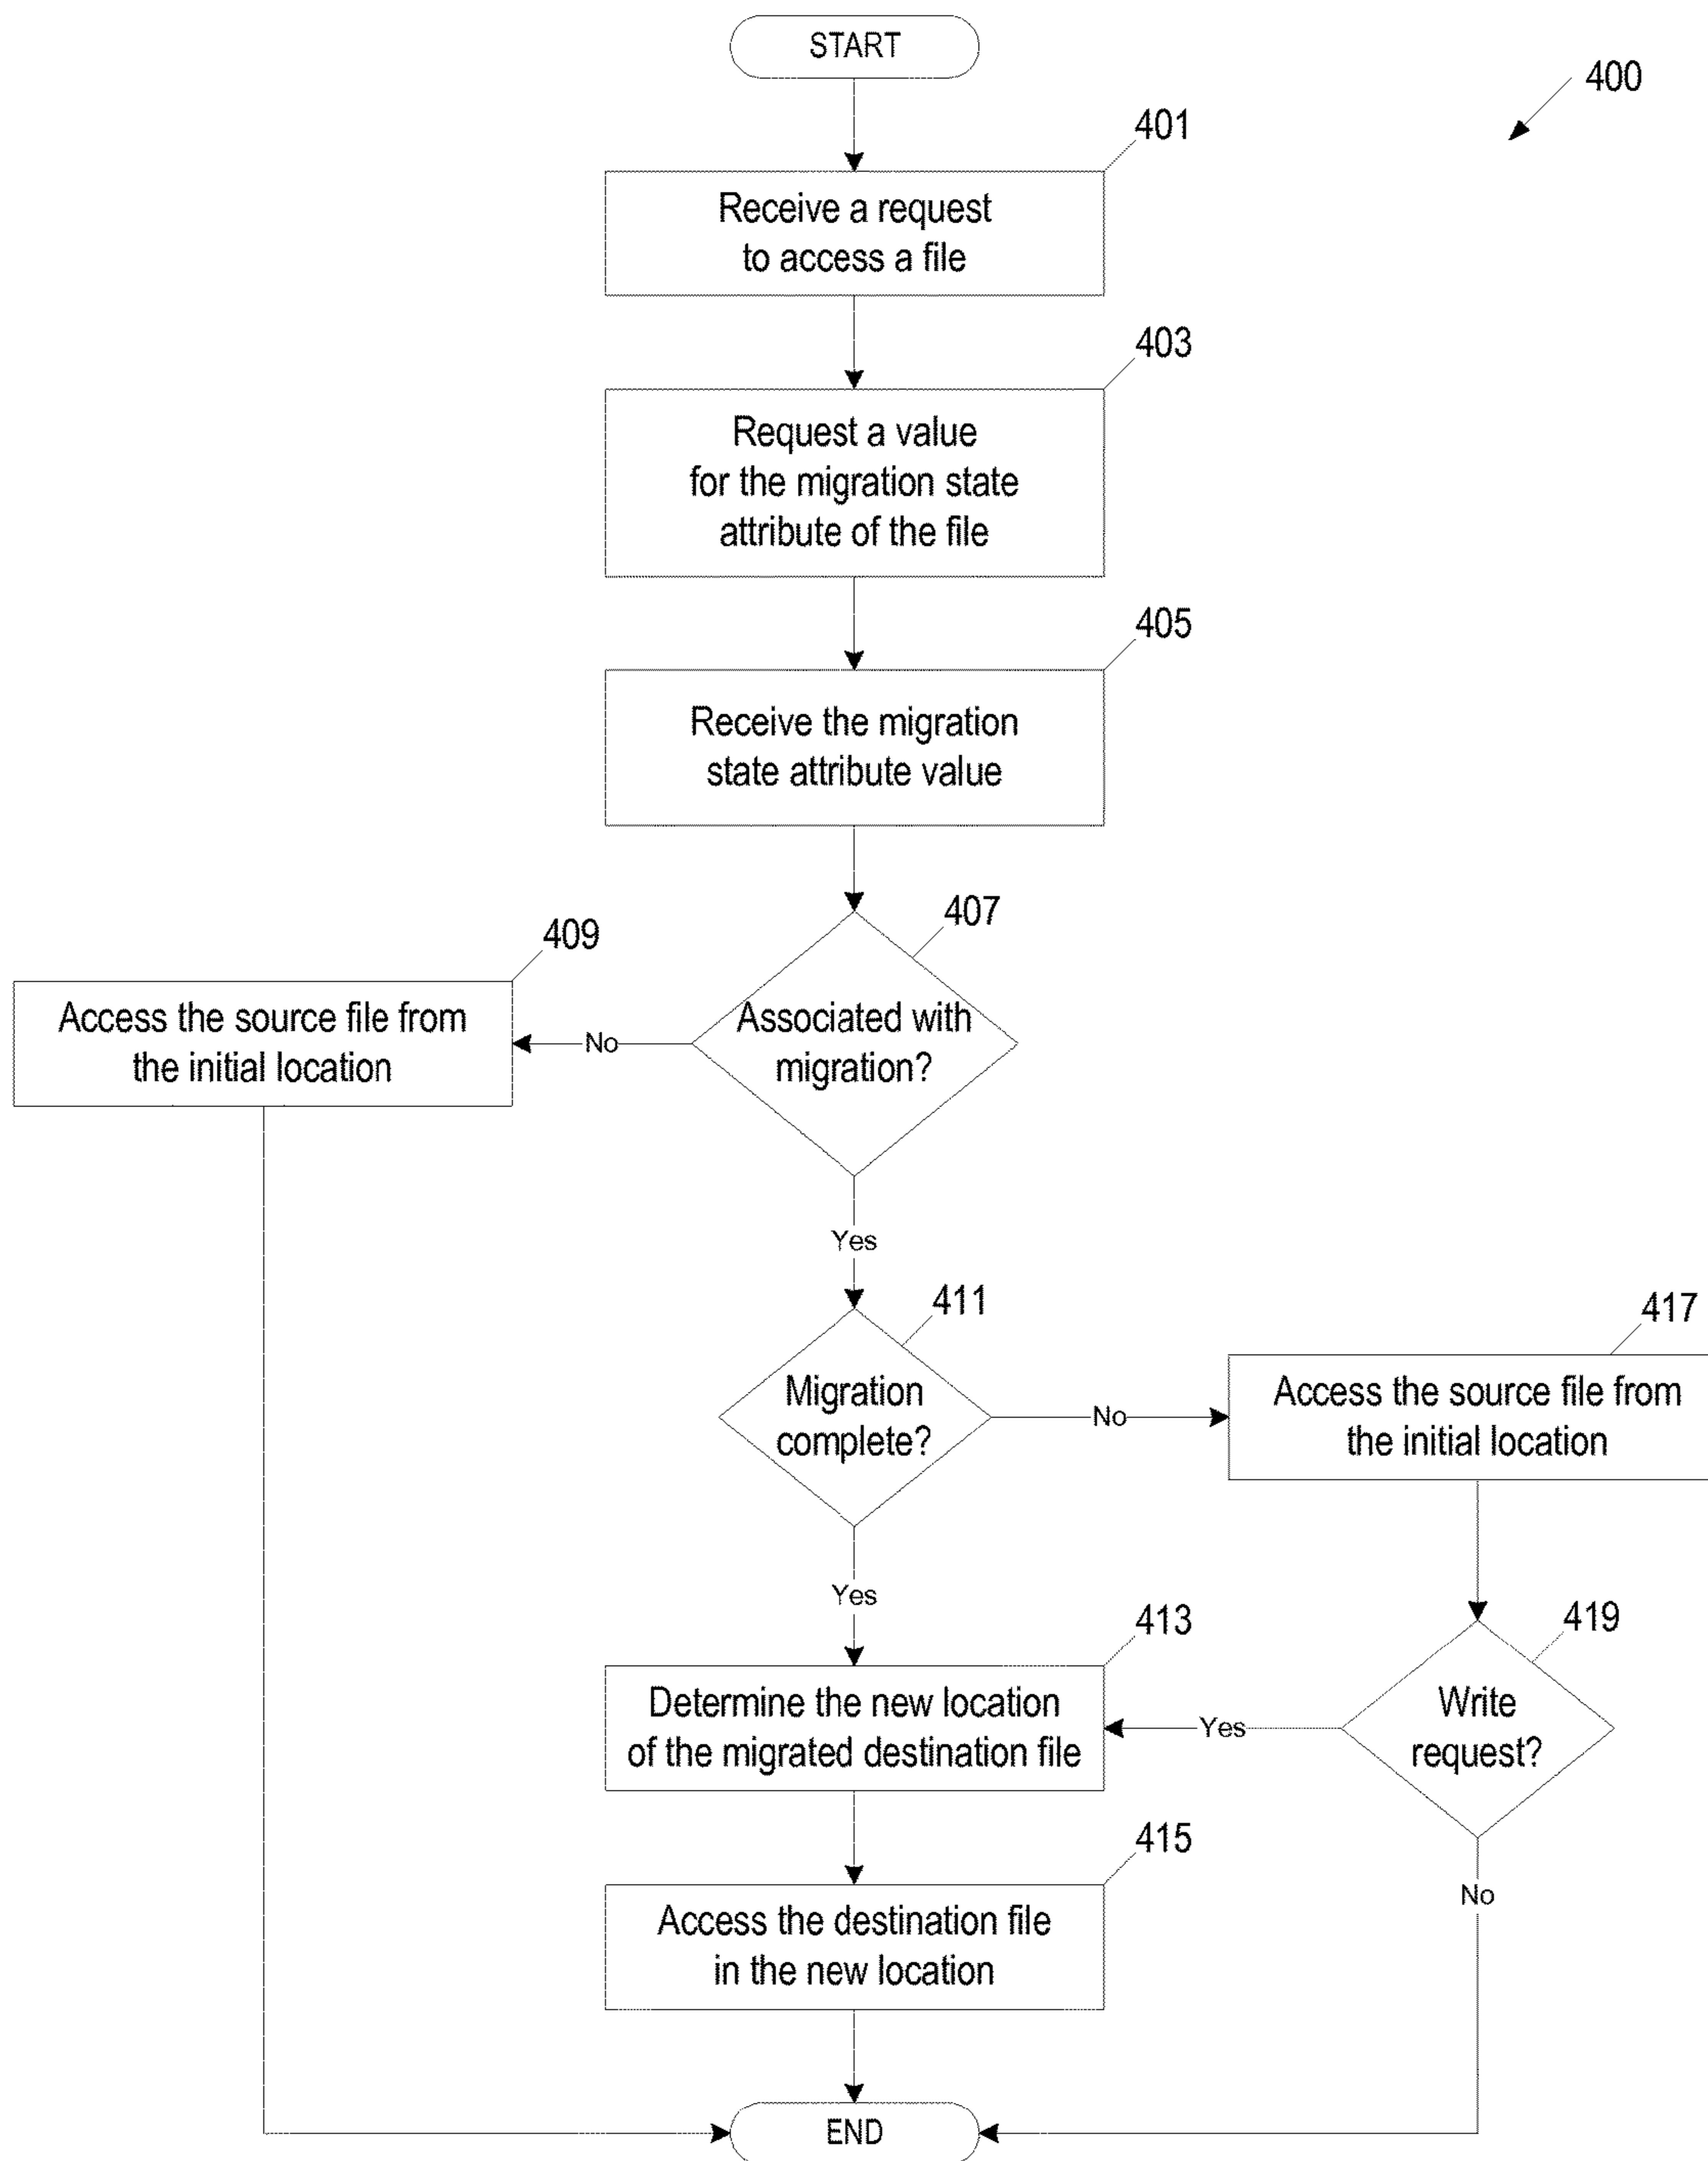 START
400
401
Receive a request
to access a file
403
Request a value
for the migration state
attribute of the file
405
Receive the migration
state attribute value
407
Associated with
migration?
409
Access the source file from
the initial location
No
Yes
411
Migration
complete?
No
417
Access the source file from
the initial location
Yes
413
Determine the new location
of the migrated destination file
419
Write
request?
Yes
No
415
Access the destination file
in the new location
END